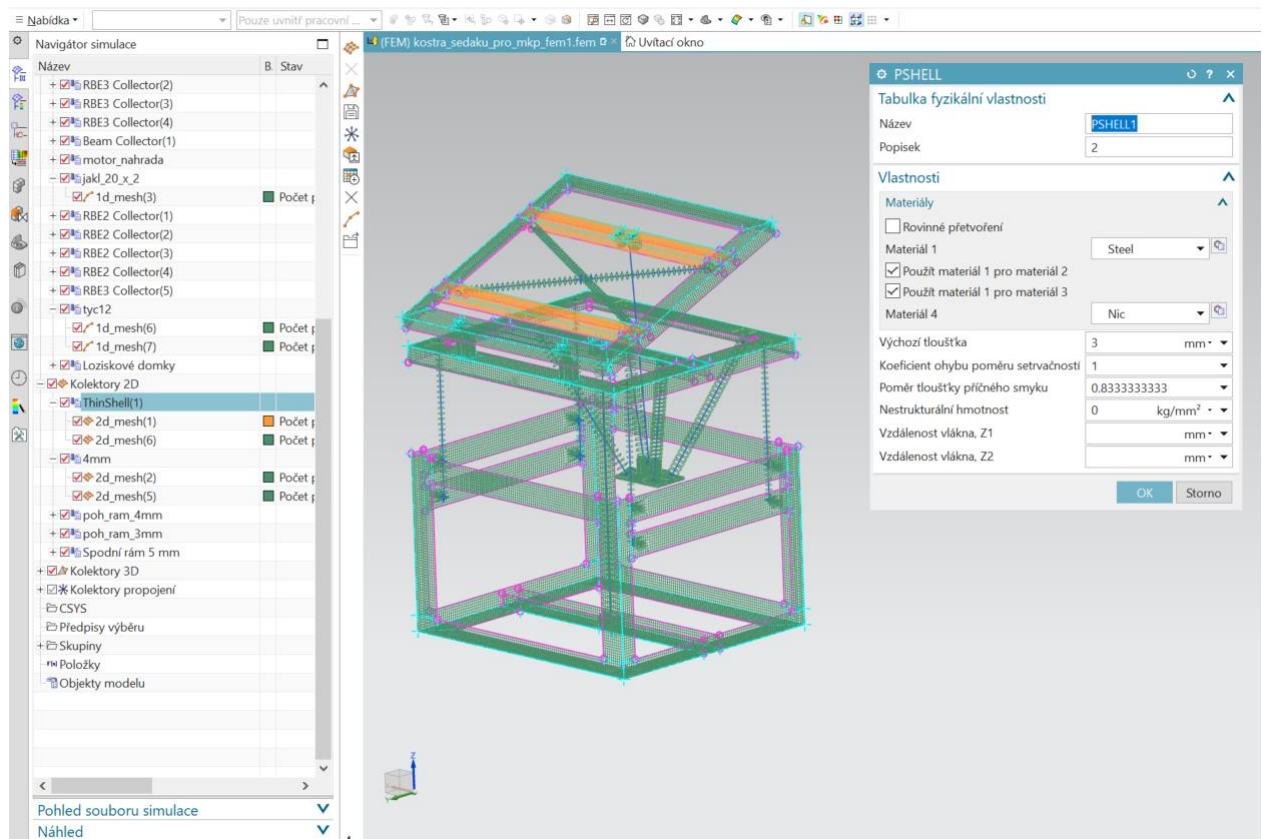 Nabídka
Pouze uvnitř pracovní ...
Navigátor simulace
Název B. Stav
RBE3 Collector(2)
RBE3 Collector(3)
RBE3 Collector(4)
Beam Collector(1)
motor_nahrada
jakl_20_x_2
1d_mesh(3) Počet p
RBE2 Collector(1)
RBE2 Collector(2)
RBE2 Collector(3)
RBE2 Collector(4)
RBE3 Collector(5)
tyc12
1d_mesh(6) Počet p
1d_mesh(7) Počet p
Loziskové domky
Kolektory 2D
ThinShell(1)
2d_mesh(1) Počet p
2d_mesh(6) Počet p
4mm
2d_mesh(2) Počet p
2d_mesh(5) Počet p
poh_ram_4mm
poh_ram_3mm
Spodní rám 5 mm
Kolektory 3D
Kolektory propojení
CSYS
Předpisy výběru
Skupiny
Položky
Objekty modelu
Pohled souboru simulace
Náhled
(FEM) kostra_sedaku_pro_mkp_fem1.fem
Uvítací okno
Z
Y
PSHELL
Tabulka fyzikální vlastnosti
Název PSHELL1
Popisek 2
Vlastnosti
Materiály
Rovinné přetvoření
Materiál 1 Steel
Použít materiál 1 pro materiál 2
Použít materiál 1 pro materiál 3
Materiál 4 Nic
Výchozí tloušťka 3 mm
Koeficient ohybu poměru setrvačnosti 1
Poměr tloušťky příčného smyku 0.8333333333
Nestrukturální hmotnost 0 kg/mm²
Vzdálenost vlákna, Z1 mm
Vzdálenost vlákna, Z2 mm
OK Storno